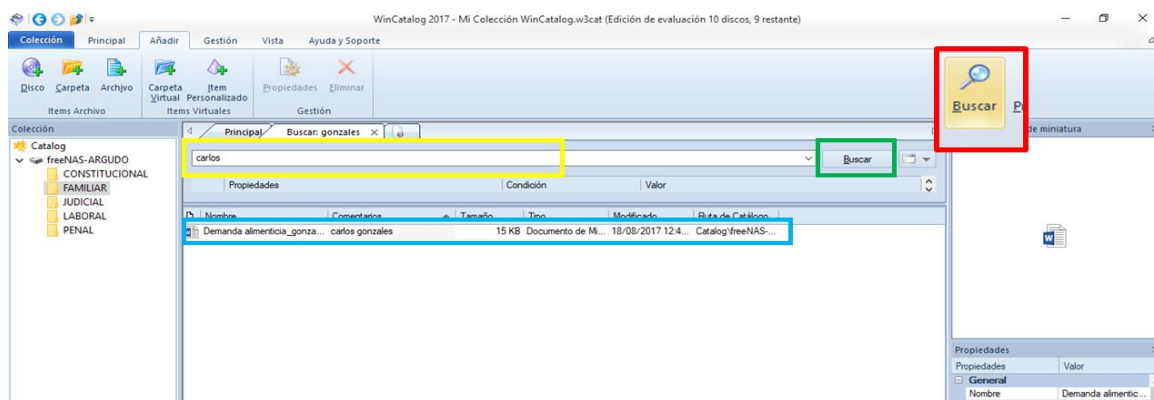 WinCatalog 2017 - Mi Colección WinCatalog.w3cat (Edición de evaluación 10 discos, 9 restante)
Colección Principal Añadir Gestión Vista Ayuda y Soporte
Disco Carpeta Archivo Carpeta Virtual Item Personalizado Propiedades Eliminar
Items Archivo Items Virtuales Gestión
Buscar
Colección
Catalog
freeNAS-ARGUDO
CONSTITUCIONAL
FAMILIAR
JUDICIAL
LABORAL
PENAL
Principal Buscar: gonzales
carlos Buscar
Propiedades Condición Valor
Nombre Comentarios Tamaño Tipo Modificado Ruta de Catálogo
Demanda alimenticia_gonza... carlos gonzales 15 KB Documento de Mi... 18/08/2017 12:4... Catalog\freeNAS-...
de miniatura
Propiedades
Propiedades Valor
General
Nombre Demanda alimentic...